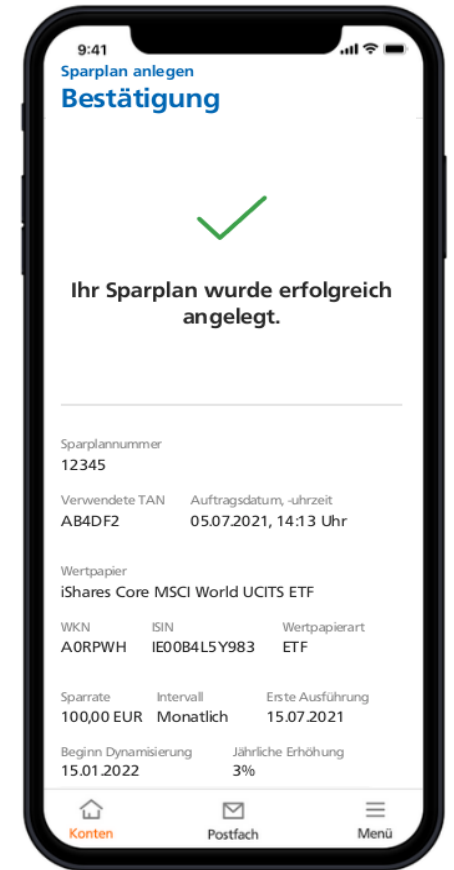 9:41
Sparplan anlegen
Bestätigung
Ihr Sparplan wurde erfolgreich
angelegt.
Sparplannummer
12345
Verwendete TAN Auftragsdatum, -uhrzeit
AB4DF2 05.07.2021, 14:13 Uhr
Wertpapier
iShares Core MSCI World UCITS ETF
WKN ISIN Wertpapierart
A0RPWH IE00B4L5Y983 ETF
Sparrate Intervall Erste Ausführung
100,00 EUR Monatlich 15.07.2021
Beginn Dynamisierung Jährliche Erhöhung
15.01.2022 3%
Konten Postfach Menü